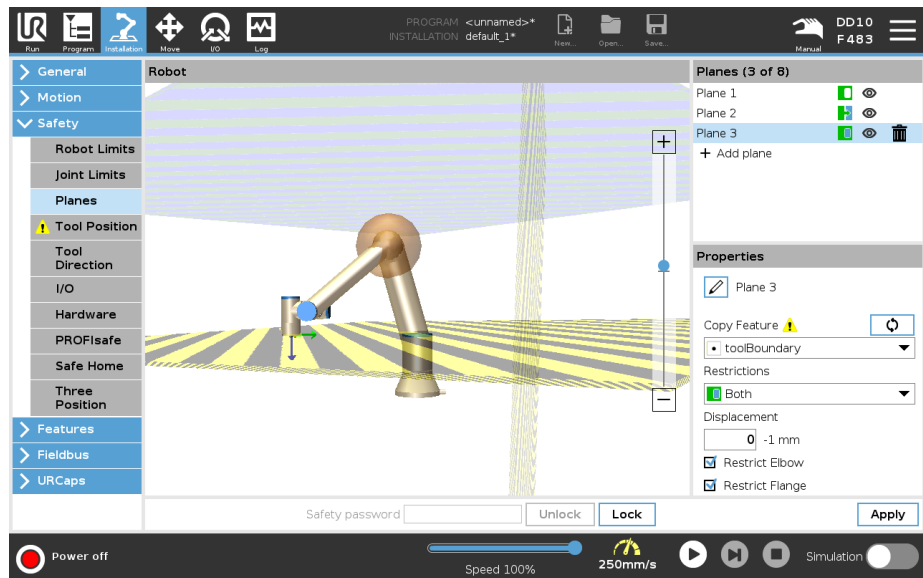 PROGRAM <unnamed>*
INSTALLATION default_1*
Run
Program
Installation
Move
I/O
Log
New...
Open...
Save...
Manual
DD10
F483
General
Motion
Safety
Robot Limits
Joint Limits
Planes
Tool Position
Tool
Direction
I/O
Hardware
PROFIsafe
Safe Home
Three
Position
Features
Fieldbus
URCaps
Robot
Planes (3 of 8)
Plane 1
Plane 2
Plane 3
+ Add plane
Properties
Plane 3
Copy Feature
toolBoundary
Restrictions
Both
Displacement
0 -1 mm
Restrict Elbow
Restrict Flange
Safety password
Unlock
Lock
Apply
Power off
Speed 100%
250mm/s
Simulation